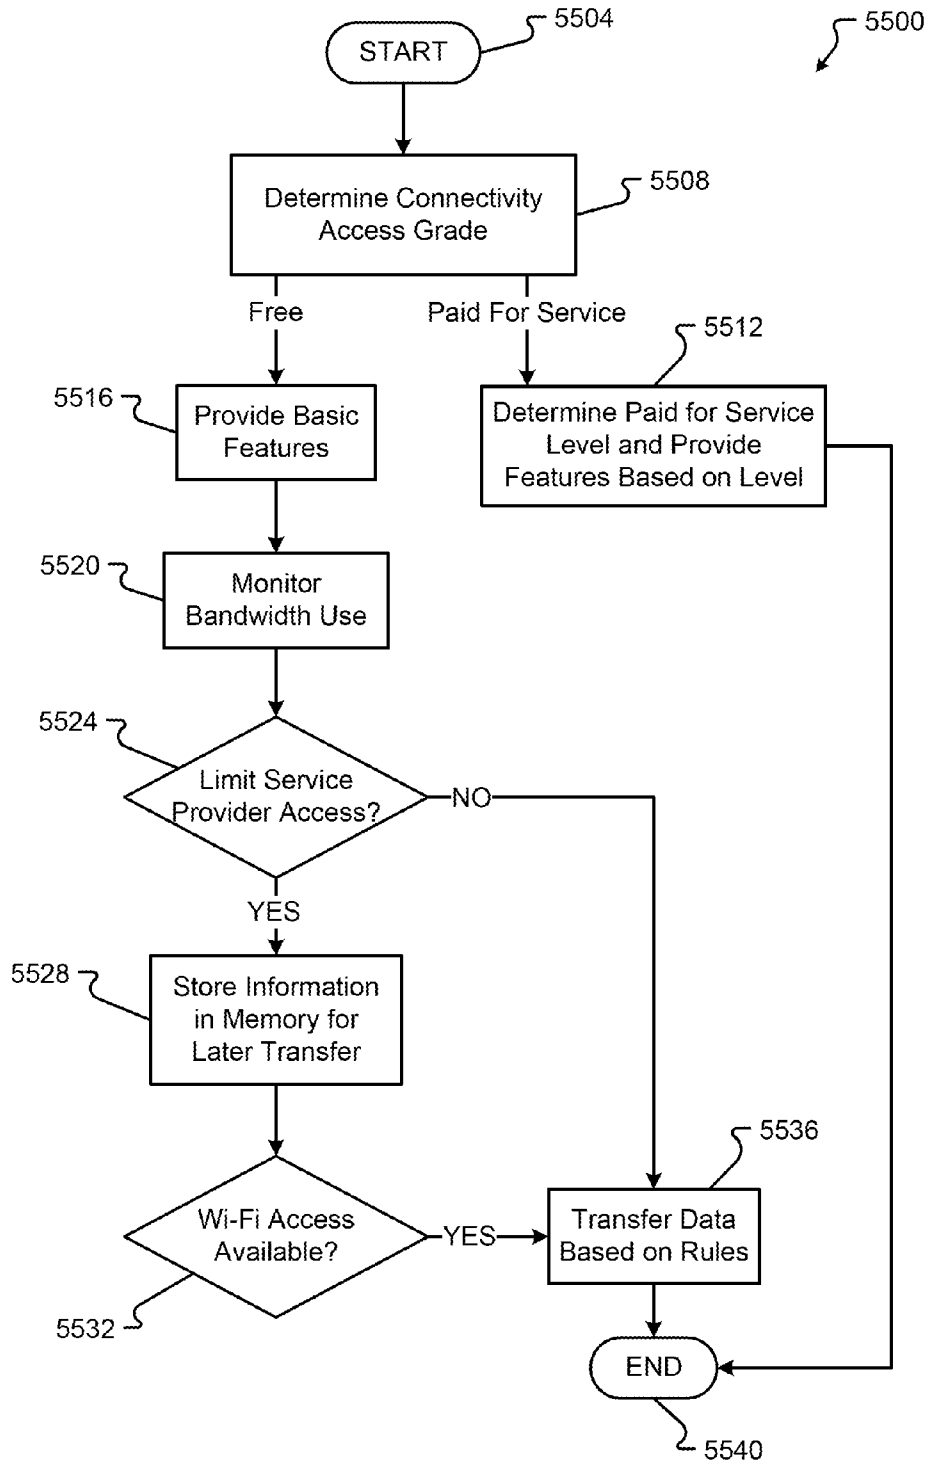 5504
5500
START
5508
Determine Connectivity
Access Grade
Free
Paid For Service
5512
5516
Provide Basic
Features
Determine Paid for Service
Level and Provide
Features Based on Level
5520
Monitor
Bandwidth Use
5524
Limit Service
Provider Access?
NO
YES
5528
Store Information
in Memory for
Later Transfer
5536
Wi-Fi Access
Available?
YES
Transfer Data
Based on Rules
5532
END
5540